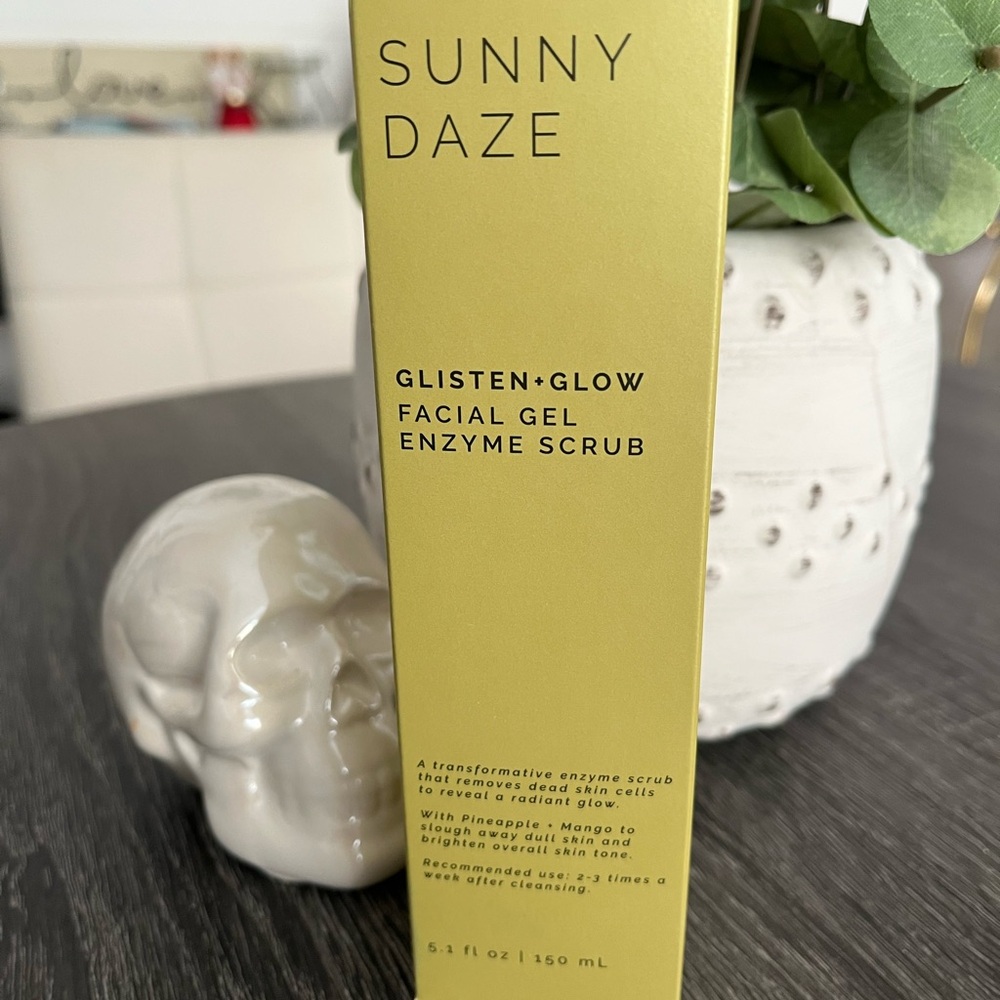 love
SUNNY
DAZE
GLISTEN+GLOW
FACIAL GEL
ENZYME SCRUB
A transformative enzyme scrub
that removes dead skin cells
to reveal a radiant glow.
With Pineapple + Mango to
slough away dull skin and
brighten overall skin tone.
Recommended use: 2-3 times a
week after cleansing.
5.1 fl oz | 150 mL